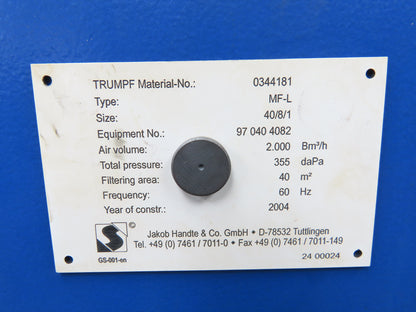 TRUMPF Material-No.: 0344181
Type: MF-L
Size: 40/8/1
Equipment No.: 97 040 4082
Air volume: 2.000 Bm³/h
Total pressure: 355 daPa
Filtering area: 40 m²
Frequency: 60 Hz
Year of constr.: 2004
Jakob Handte & Co. GmbH • D-78532 Tuttlingen
Tel. +49 (0) 7461 / 7011-0 • Fax +49 (0) 7461 / 7011-149
GS-001-en
24 00024